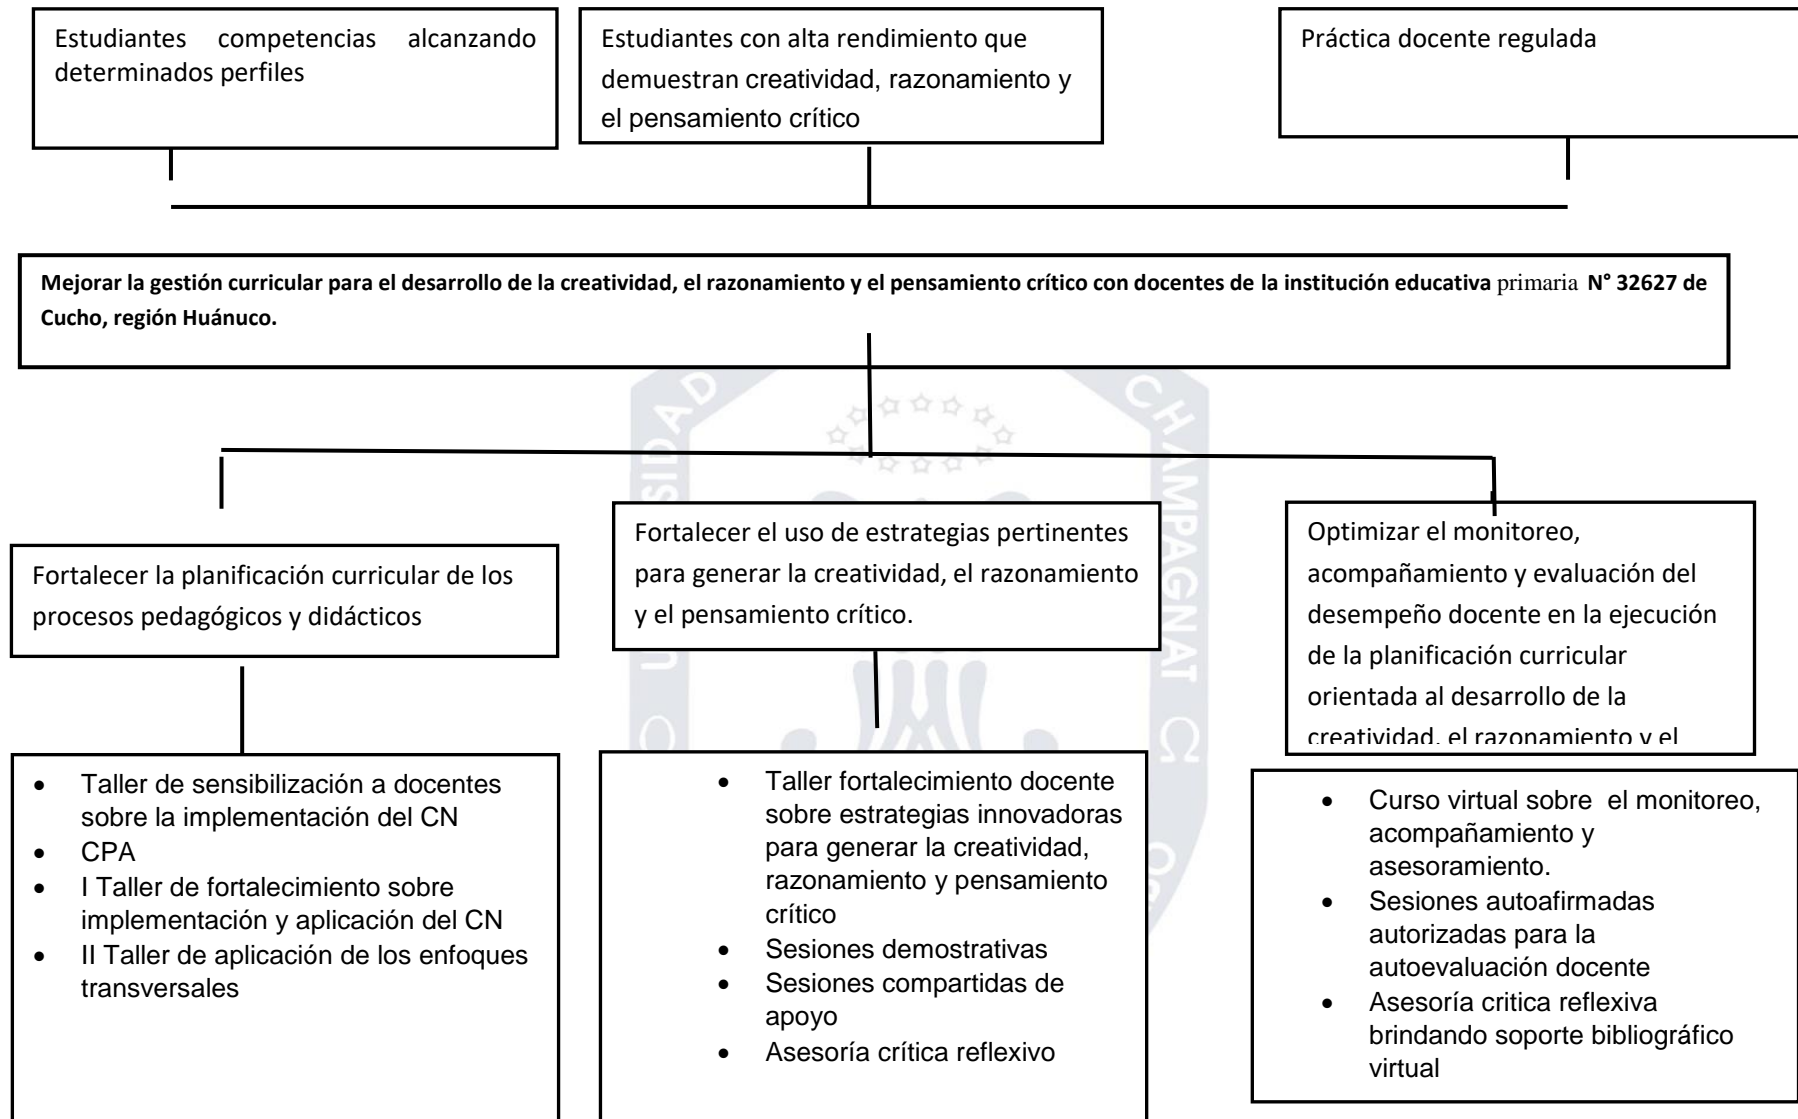 Estudiantes competencias alcanzando
determinados perfiles
Estudiantes con alta rendimiento que
demuestran creatividad, razonamiento y
el pensamiento crítico
Práctica docente regulada
Mejorar la gestión curricular para el desarrollo de la creatividad, el razonamiento y el pensamiento crítico con docentes de la institución educativa primaria N° 32627 de
Cucho, región Huánuco.
Fortalecer la planificación curricular de los
procesos pedagógicos y didácticos
Fortalecer el uso de estrategias pertinentes
para generar la creatividad, el razonamiento
y el pensamiento crítico.
Optimizar el monitoreo,
acompañamiento y evaluación del
desempeño docente en la ejecución
de la planificación curricular
orientada al desarrollo de la
creatividad, el razonamiento y el
• Taller de sensibilización a docentes
sobre la implementación del CN
• CPA
• I Taller de fortalecimiento sobre
implementación y aplicación del CN
• II Taller de aplicación de los enfoques
transversales
• Taller fortalecimiento docente
sobre estrategias innovadoras
para generar la creatividad,
razonamiento y pensamiento
crítico
• Sesiones demostrativas
• Sesiones compartidas de
apoyo
• Asesoría crítica reflexivo
• Curso virtual sobre el monitoreo,
acompañamiento y
asesoramiento.
• Sesiones autoafirmadas
autorizadas para la
autoevaluación docente
• Asesoría critica reflexiva
brindando soporte bibliográfico
virtual
CHAMPAGNAT